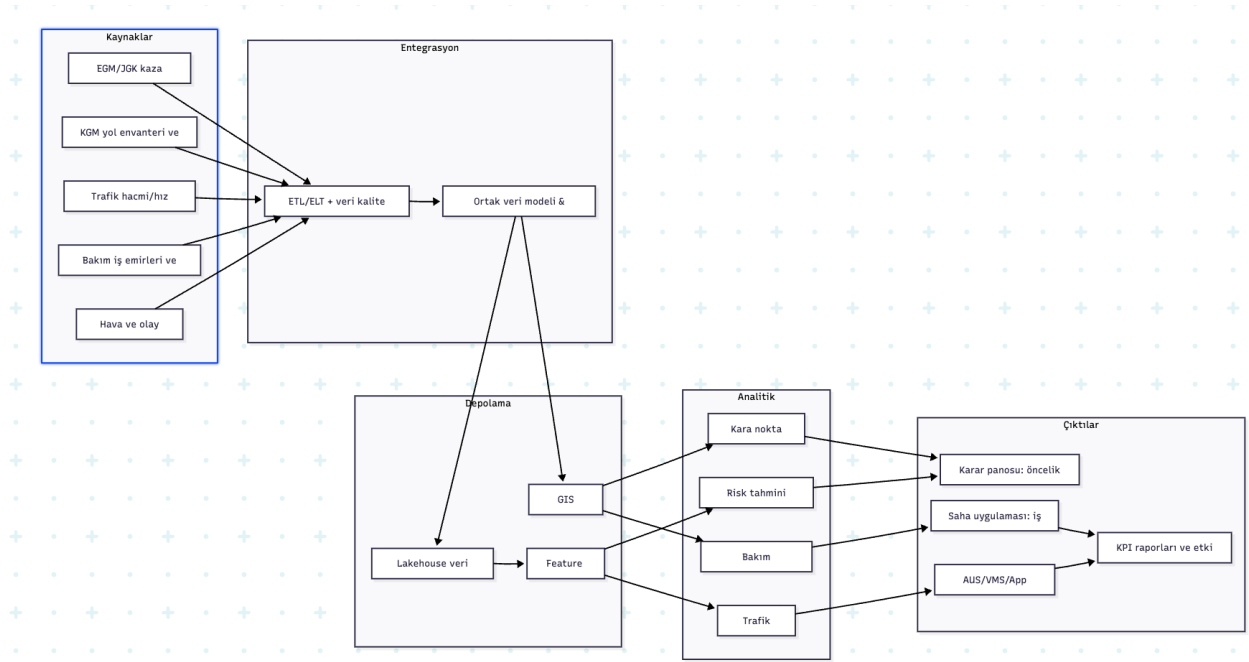 Kaynaklar
EGM/JGK kaza
KGM yol envanteri ve
Trafik hacmi/hız
Bakım iş emirleri ve
Hava ve olay
Entegrasyon
ETL/ELT + veri kalite
Ortak veri modeli &
Depolama
GIS
Lakehouse veri
Feature
Analitik
Kara nokta
Risk tahmini
Bakım
Trafik
Çıktılar
Karar panosu: öncelik
Saha uygulaması: iş
KPI raporları ve etki
AUS/VMS/App